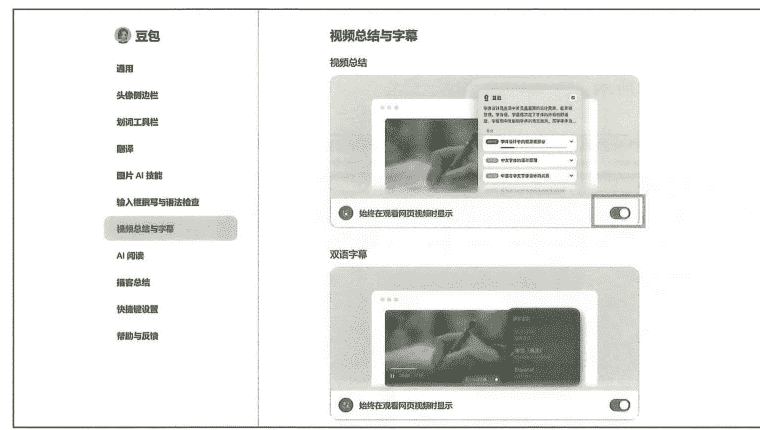 豆包
通用
头像侧边栏
划词工具栏
翻译
图片 AI 技能
输入框撰写与语法检查
视频总结与字幕
AI 阅读
播客总结
快捷键设置
帮助与反馈
视频总结与字幕
视频总结
豆包
始终在观看网页视频时显示
双语字幕
始终在观看网页视频时显示